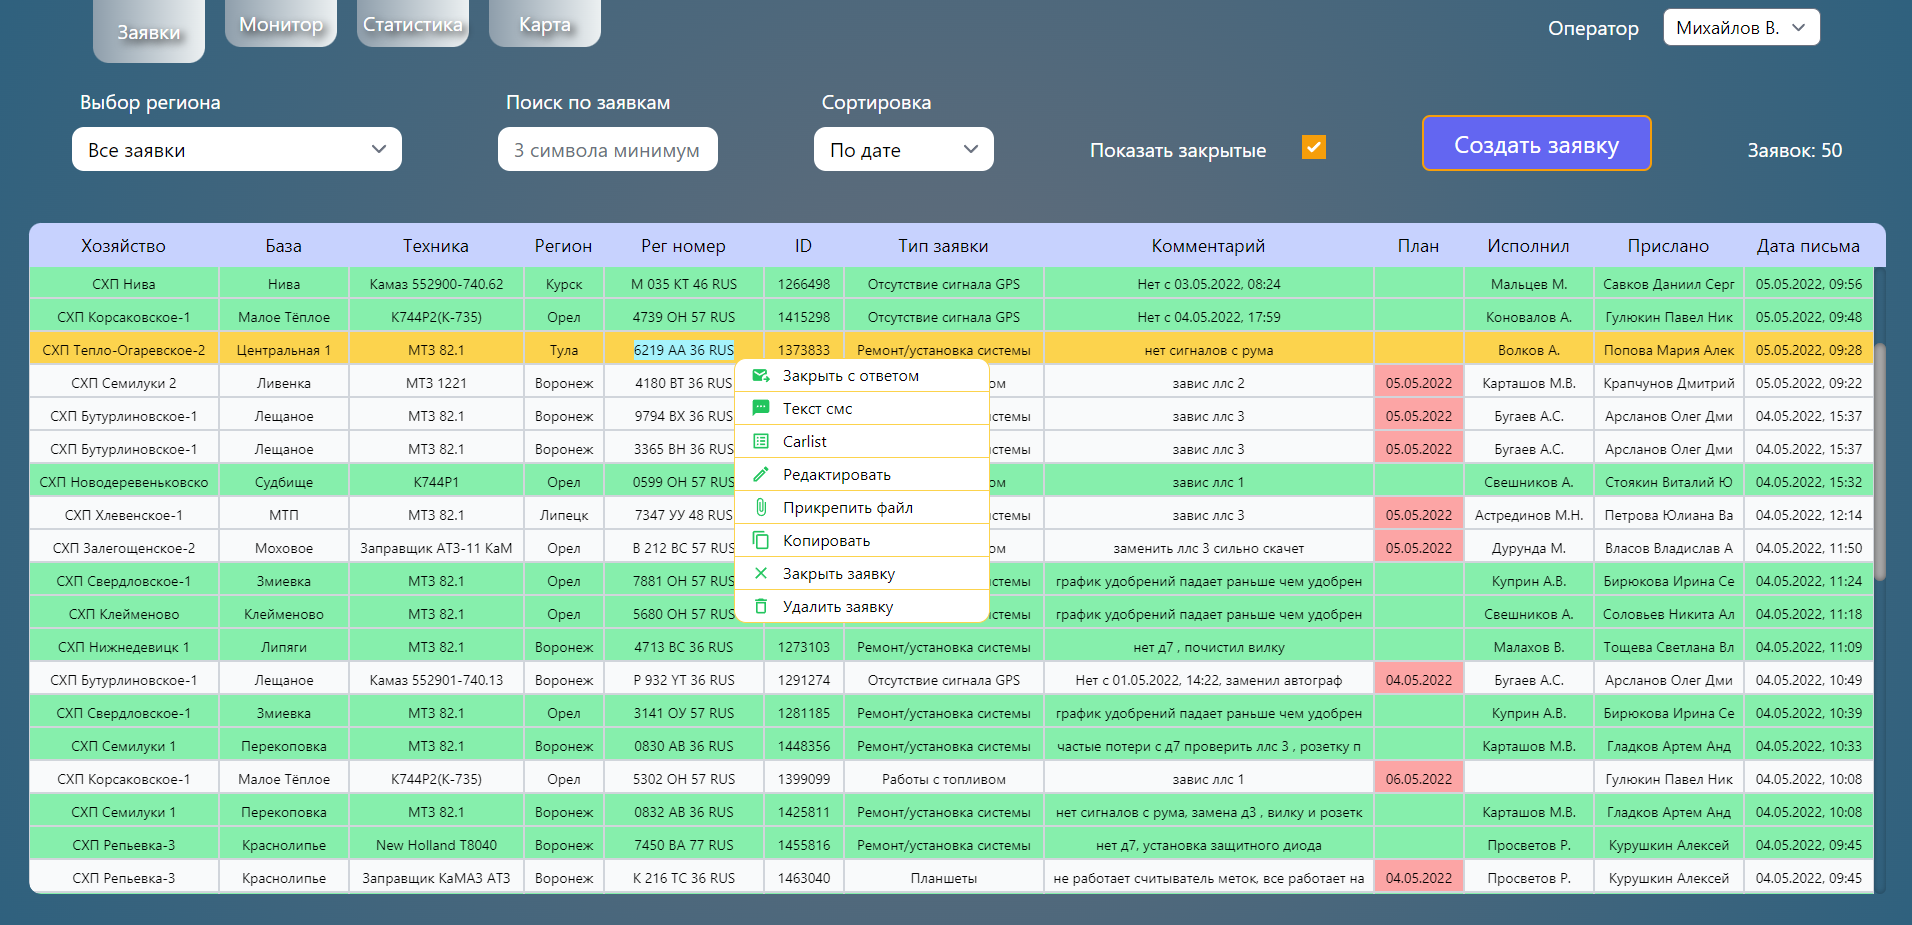 Заявки Монитор Статистика Карта Оператор Михайлов В.
Выбор региона Поиск по заявкам Сортировка
Все заявки 3 символа минимум По дате Показать закрытые Создать заявку Заявок: 50
Хозяйство База Техника Регион Рег номер ID Тип заявки Комментарий План Исполнил Прислано Дата письма
СХП Нива Нива Камаз 552900-740.62 Курск М 035 КТ 46 RUS 1266498 Отсутствие сигнала GPS Нет с 03.05.2022, 08:24 Мальцев М. Савков Даниил Серг 05.05.2022, 09:56
СХП Корсаковское-1 Малое Тёплое К744Р2(К-735) Орел 4739 ОН 57 RUS 1415298 Отсутствие сигнала GPS Нет с 04.05.2022, 17:59 Коновалов А. Гулюкин Павел Ник 05.05.2022, 09:48
СХП Тепло-Огаревское-2 Центральная 1 МТЗ 82.1 Тула 6219 АА 36 RUS 1373833 Ремонт/установка системы нет сигналов с рума Волков А. Попова Мария Алек 05.05.2022, 09:28
СХП Семилуки 2 Ливенка МТЗ 1221 Воронеж 4180 ВТ 36 RUS Закрыть с ответом ом завис ллс 2 05.05.2022 Карташов М.В. Крапчунов Дмитрий 05.05.2022, 09:22
СХП Бутурлиновское-1 Лещаное МТЗ 82.1 Воронеж 9794 ВХ 36 RUS Текст смс стемы завис ллс 3 05.05.2022 Бугаев А.С. Арсланов Олег Дми 04.05.2022, 15:37
СХП Бутурлиновское-1 Лещаное МТЗ 82.1 Воронеж 3365 ВН 36 RUS Carlist стемы завис ллс 3 05.05.2022 Бугаев А.С. Арсланов Олег Дми 04.05.2022, 15:37
СХП Новодеревеньковско Судбище К744Р1 Орел 0599 ОН 57 RUS Редактировать ом завис ллс 1 Свешников А. Стоякин Виталий Ю 04.05.2022, 15:32
СХП Хлевенское-1 МТП МТЗ 82.1 Липецк 7347 УУ 48 RUS Прикрепить файл стемы завис ллс 3 05.05.2022 Астрединов М.Н. Петрова Юлиана Ва 04.05.2022, 12:14
СХП Залегощенское-2 Моховое Заправщик АТЗ-11 КаМ Орел В 212 ВС 57 RUS Копировать ом заменить ллс 3 сильно скачет 05.05.2022 Дурунда М. Власов Владислав А 04.05.2022, 11:50
СХП Свердловское-1 Змиевка МТЗ 82.1 Орел 7881 ОН 57 RUS Закрыть заявку стемы график удобрений падает раньше чем удобрен Куприн А.В. Бирюкова Ирина Се 04.05.2022, 11:24
СХП Клейменово Клейменово МТЗ 82.1 Орел 5680 ОН 57 RUS Удалить заявку стемы график удобрений падает раньше чем удобрен Свешников А. Соловьев Никита Ал 04.05.2022, 11:18
СХП Нижнедевицк 1 Липяги МТЗ 82.1 Воронеж 4713 ВС 36 RUS 1273103 Ремонт/установка системы нет д7 , почистил вилку Малахов В. Тощева Светлана Вл 04.05.2022, 11:09
СХП Бутурлиновское-1 Лещаное Камаз 552901-740.13 Воронеж Р 932 YT 36 RUS 1291274 Отсутствие сигнала GPS Нет с 01.05.2022, 14:22, заменил автограф 04.05.2022 Бугаев А.С. Арсланов Олег Дми 04.05.2022, 10:49
СХП Свердловское-1 Змиевка МТЗ 82.1 Орел 3141 ОУ 57 RUS 1281185 Ремонт/установка системы график удобрений падает раньше чем удобрен Куприн А.В. Бирюкова Ирина Се 04.05.2022, 10:39
СХП Семилуки 1 Перекоповка МТЗ 82.1 Воронеж 0830 АВ 36 RUS 1448356 Ремонт/установка системы частые потери с д7 проверить ллс 3 , розетку п Карташов М.В. Гладков Артем Анд 04.05.2022, 10:33
СХП Корсаковское-1 Малое Тёплое К744Р2(К-735) Орел 5302 ОН 57 RUS 1399099 Работы с топливом завис ллс 1 06.05.2022 Гулюкин Павел Ник 04.05.2022, 10:08
СХП Семилуки 1 Перекоповка МТЗ 82.1 Воронеж 0832 АВ 36 RUS 1425811 Ремонт/установка системы нет сигналов с рума, замена д3 , вилку и розетк Карташов М.В. Гладков Артем Анд 04.05.2022, 10:08
СХП Репьевка-3 Краснолипье New Holland T8040 Воронеж 7450 ВА 77 RUS 1455816 Ремонт/установка системы нет д7, установка защитного диода Просветов Р. Курушкин Алексей 04.05.2022, 09:45
СХП Репьевка-3 Краснолипье Заправщик КаМАЗ АТЗ Воронеж К 216 ТС 36 RUS 1463040 Планшеты не работает считыватель меток, все работает на 04.05.2022 Просветов Р. Курушкин Алексей 04.05.2022, 09:45